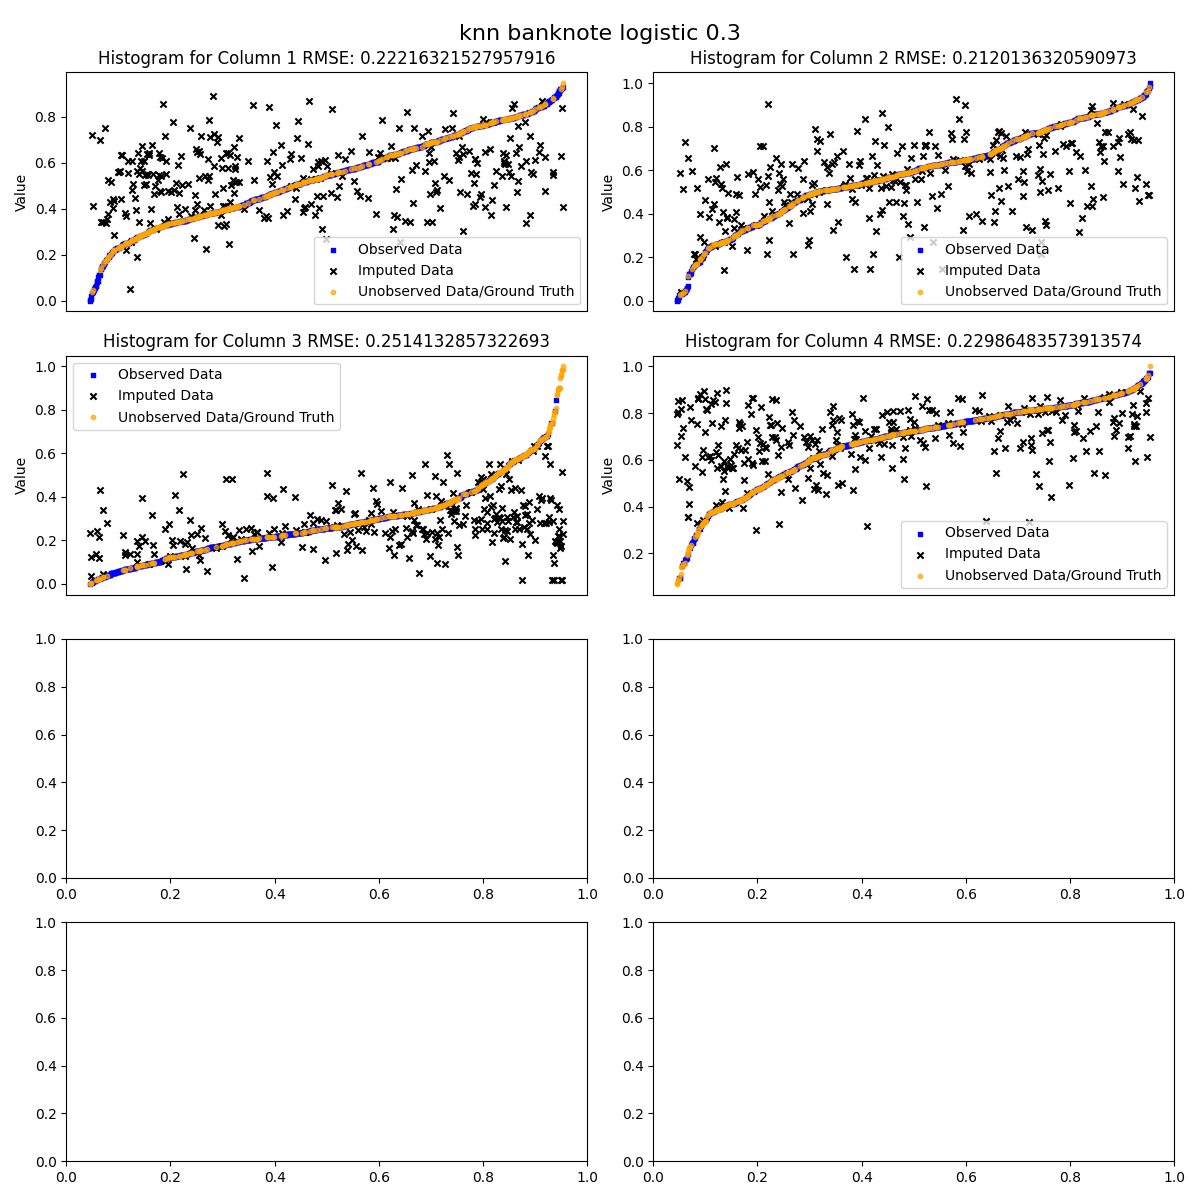 knn banknote logistic 0.3
Histogram for Column 1 RMSE: 0.22216321527957916
Histogram for Column 2 RMSE: 0.2120136320590973
Value
0.8
0.6
0.4
0.2
0.0
Observed Data
Imputed Data
Unobserved Data/Ground Truth
Value
1.0
0.8
0.6
0.4
0.2
0.0
Observed Data
Imputed Data
Unobserved Data/Ground Truth
Histogram for Column 3 RMSE: 0.2514132857322693
Histogram for Column 4 RMSE: 0.22986483573913574
Value
1.0
0.8
0.6
0.4
0.2
0.0
Observed Data
Imputed Data
Unobserved Data/Ground Truth
Value
1.0
0.8
0.6
0.4
0.2
Observed Data
Imputed Data
Unobserved Data/Ground Truth
1.0
0.8
0.6
0.4
0.2
0.0
0.0 0.2 0.4 0.6 0.8 1.0
1.0
0.8
0.6
0.4
0.2
0.0
0.0 0.2 0.4 0.6 0.8 1.0
1.0
0.8
0.6
0.4
0.2
0.0
0.0 0.2 0.4 0.6 0.8 1.0
1.0
0.8
0.6
0.4
0.2
0.0
0.0 0.2 0.4 0.6 0.8 1.0